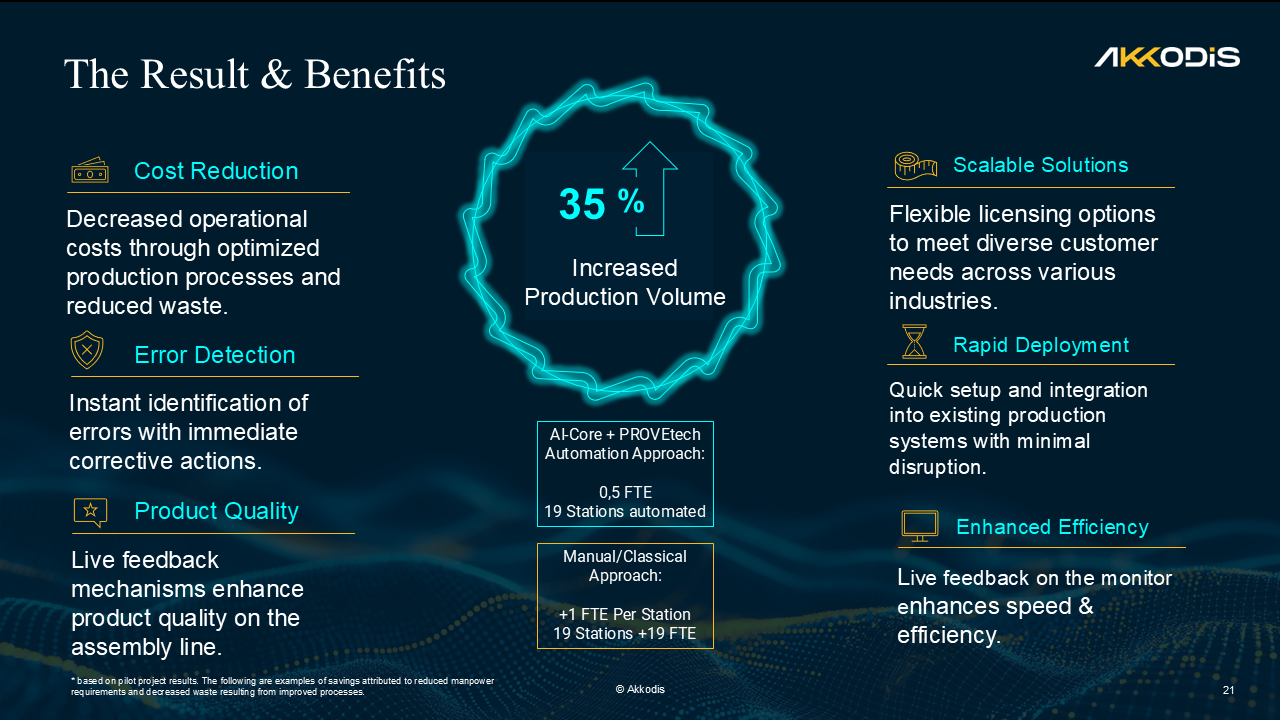 The Result & Benefits
AKKODIS
Cost Reduction
Decreased operational
costs through optimized
production processes and
reduced waste.
Error Detection
Instant identification of
errors with immediate
corrective actions.
Product Quality
Live feedback
mechanisms enhance
product quality on the
assembly line.
35 %
Increased
Production Volume
AI-Core + PROVEtech
Automation Approach:
0,5 FTE
19 Stations automated
Manual/Classical
Approach:
+1 FTE Per Station
19 Stations +19 FTE
Scalable Solutions
Flexible licensing options
to meet diverse customer
needs across various
industries.
Rapid Deployment
Quick setup and integration
into existing production
systems with minimal
disruption.
Enhanced Efficiency
Live feedback on the monitor
enhances speed &
efficiency.
* based on pilot project results. The following are examples of savings attributed to reduced manpower
requirements and decreased waste resulting from improved processes.
© Akkodis
21